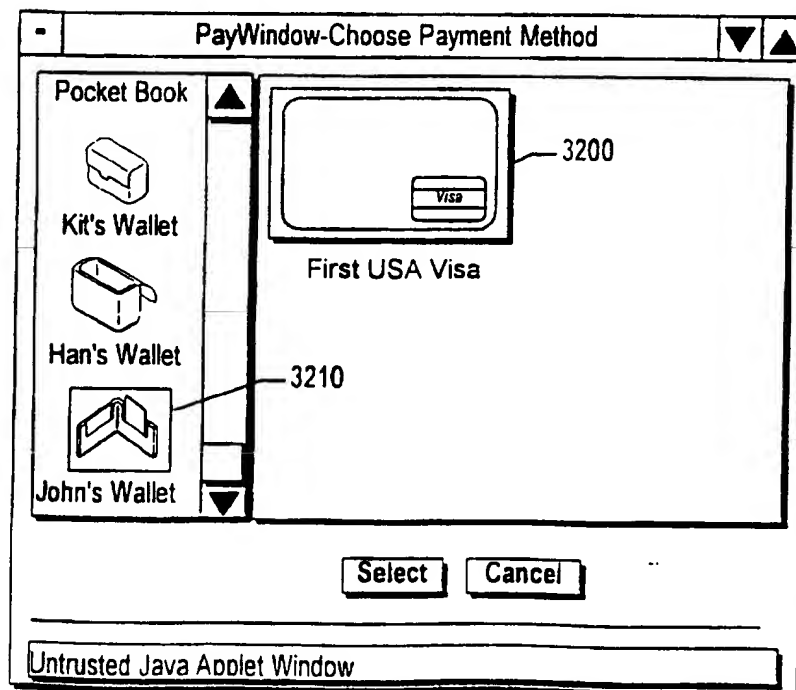 PayWindow-Choose Payment Method
Pocket Book
Kit's Wallet
Han's Wallet
John's Wallet
Visa
3200
First USA Visa
3210
Select
Cancel
Untrusted Java Applet Window